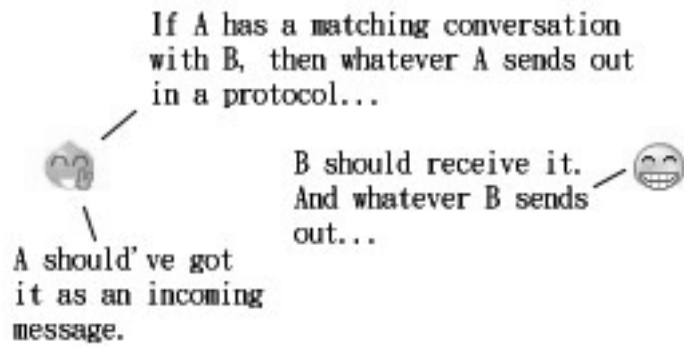 If A has a matching conversation
with B, then whatever A sends out
in a protocol...
B should receive it.
And whatever B sends
out...
A should've got
it as an incoming
message.